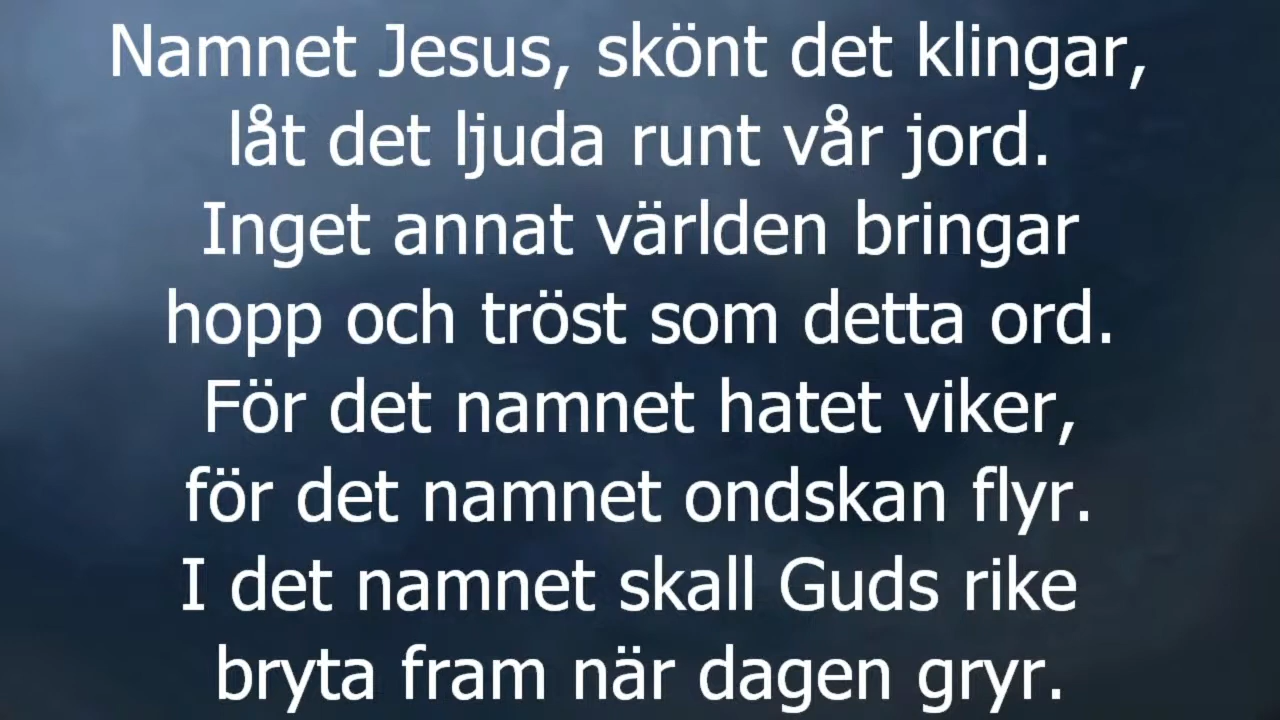 Namnet Jesus, skönt det klingar,
låt det ljuda runt vår jord.
Inget annat världen bringar
hopp och tröst som detta ord.
För det namnet hatet viker,
för det namnet ondskan flyr.
I det namnet skall Guds rike
bryta fram när dagen gryr.